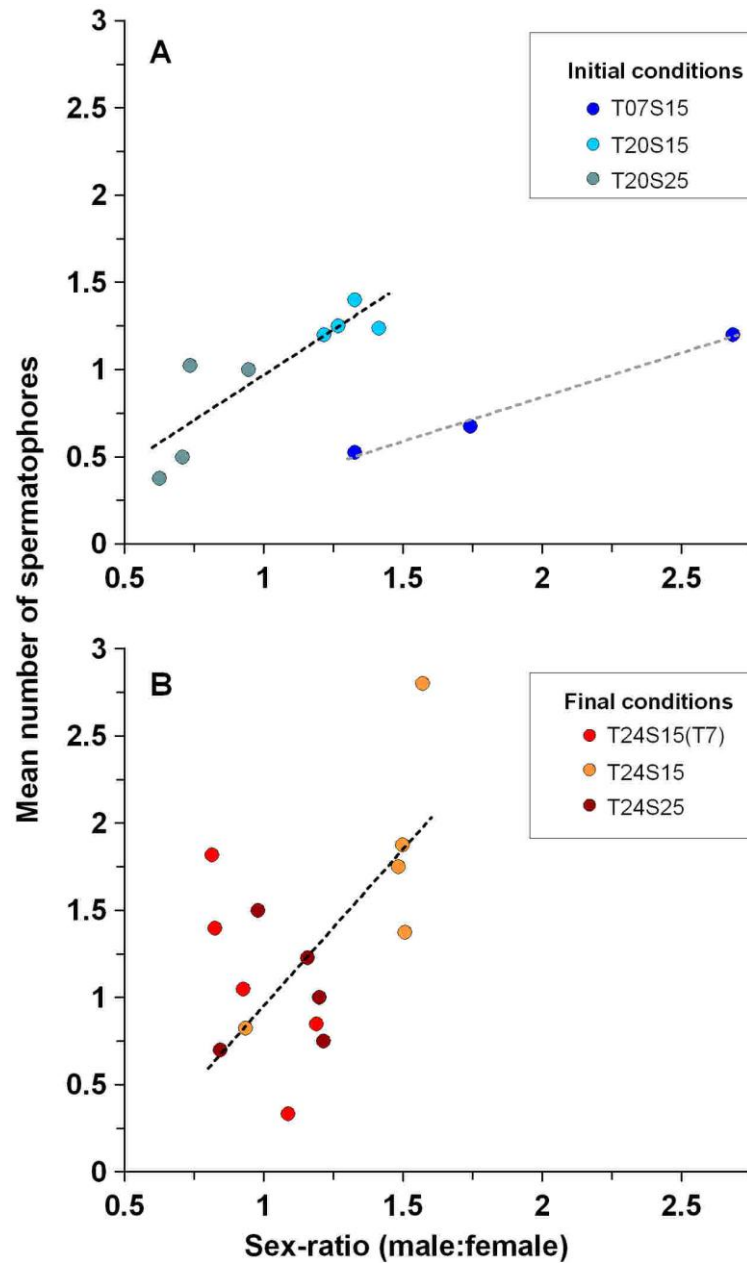 3
A
2.5
2
1.5
1
0.5
0
0.5 1 1.5 2 2.5
Initial conditions
T07S15
T20S15
T20S25
Mean number of spermatophores
3
B
2.5
2
1.5
1
0.5
0
0.5 1 1.5 2 2.5
Final conditions
T24S15(T7)
T24S15
T24S25
Sex-ratio (male:female)